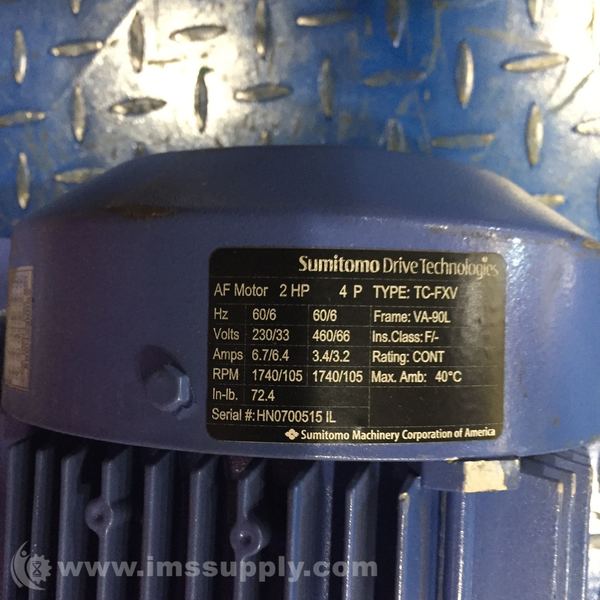 Sumitomo Drive Technologies
AF Motor 2 HP 4 P TYPE: TC-FXV
Hz 60/6 60/6 Frame: VA-90L
Volts 230/33 460/66 Ins.Class: F/-
Amps 6.7/6.4 3.4/3.2 Rating: CONT
RPM 1740/105 1740/105 Max. Amb: 40°C
In-lb. 72.4
Serial #: HN0700515 IL
Sumitomo Machinery Corporation of America
www.imssupply.com